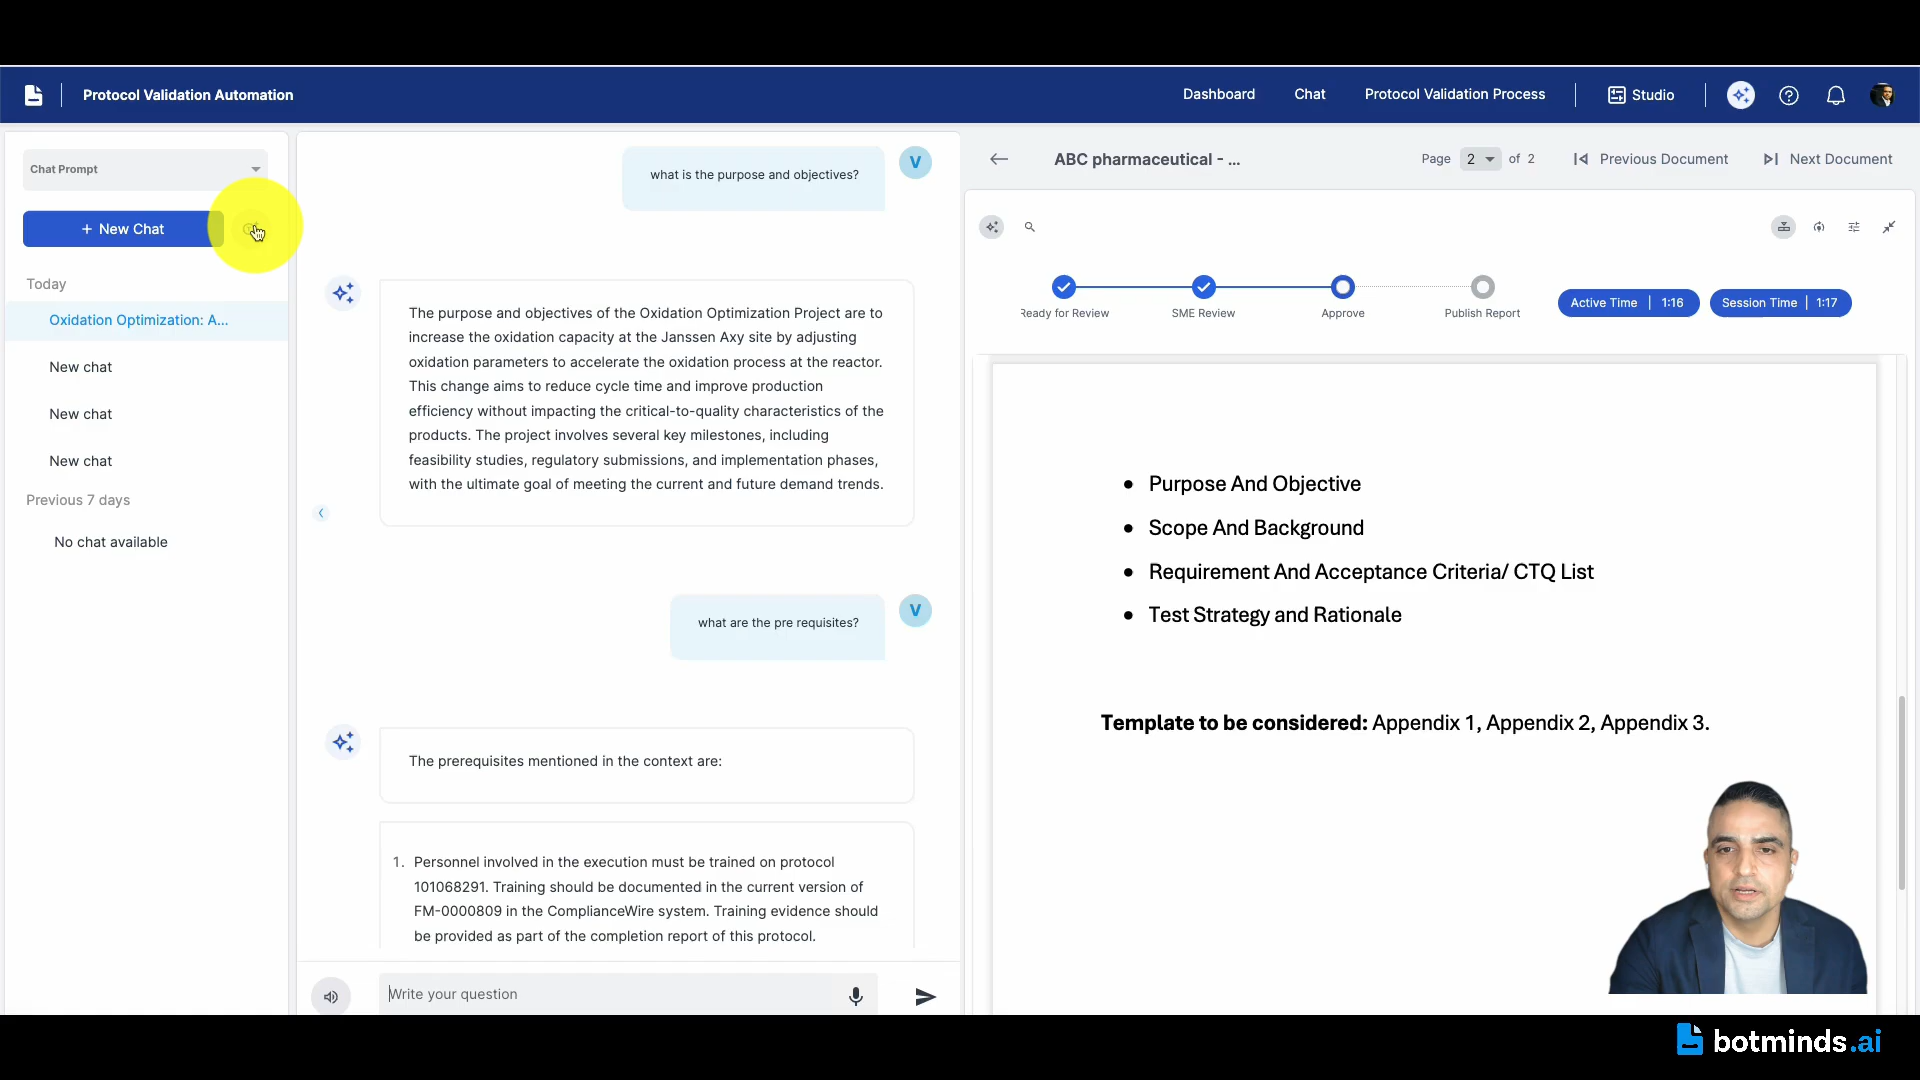 Protocol Validation Automation
Dashboard
Chat
Protocol Validation Process
Studio
Chat Prompt
+ New Chat
Today
Oxidation Optimization: A...
New chat
New chat
New chat
Previous 7 days
No chat available
what is the purpose and objectives?
V
The purpose and objectives of the Oxidation Optimization Project are to
increase the oxidation capacity at the Janssen Axy site by adjusting
oxidation parameters to accelerate the oxidation process at the reactor.
This change aims to reduce cycle time and improve production
efficiency without impacting the critical-to-quality characteristics of the
products. The project involves several key milestones, including
feasibility studies, regulatory submissions, and implementation phases,
with the ultimate goal of meeting the current and future demand trends.
what are the pre requisites?
V
The prerequisites mentioned in the context are:
1. Personnel involved in the execution must be trained on protocol
101068291. Training should be documented in the current version of
FM-0000809 in the ComplianceWire system. Training evidence should
be provided as part of the completion report of this protocol.
Write your question
ABC pharmaceutical - ...
Page 2 of 2
Previous Document
Next Document
Ready for Review
SME Review
Approve
Publish Report
Active Time | 1:16
Session Time | 1:17
• Purpose And Objective
• Scope And Background
• Requirement And Acceptance Criteria/ CTQ List
• Test Strategy and Rationale
Template to be considered: Appendix 1, Appendix 2, Appendix 3.
botminds.ai